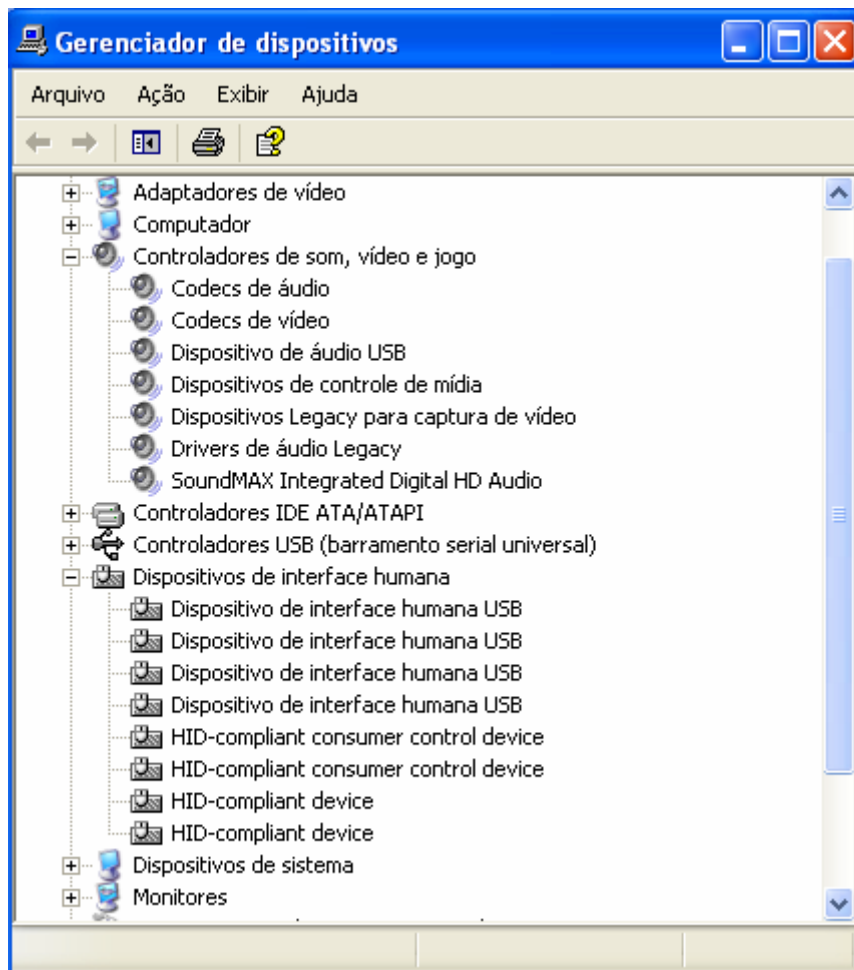 Gerenciador de dispositivos
Arquivo Ação Exibir Ajuda
Adaptadores de vídeo
Computador
Controladores de som, vídeo e jogo
Codecs de áudio
Codecs de vídeo
Dispositivo de áudio USB
Dispositivos de controle de mídia
Dispositivos Legacy para captura de vídeo
Drivers de áudio Legacy
SoundMAX Integrated Digital HD Audio
Controladores IDE ATA/ATAPI
Controladores USB (barramento serial universal)
Dispositivos de interface humana
Dispositivo de interface humana USB
Dispositivo de interface humana USB
Dispositivo de interface humana USB
Dispositivo de interface humana USB
HID-compliant consumer control device
HID-compliant consumer control device
HID-compliant device
HID-compliant device
Dispositivos de sistema
Monitores